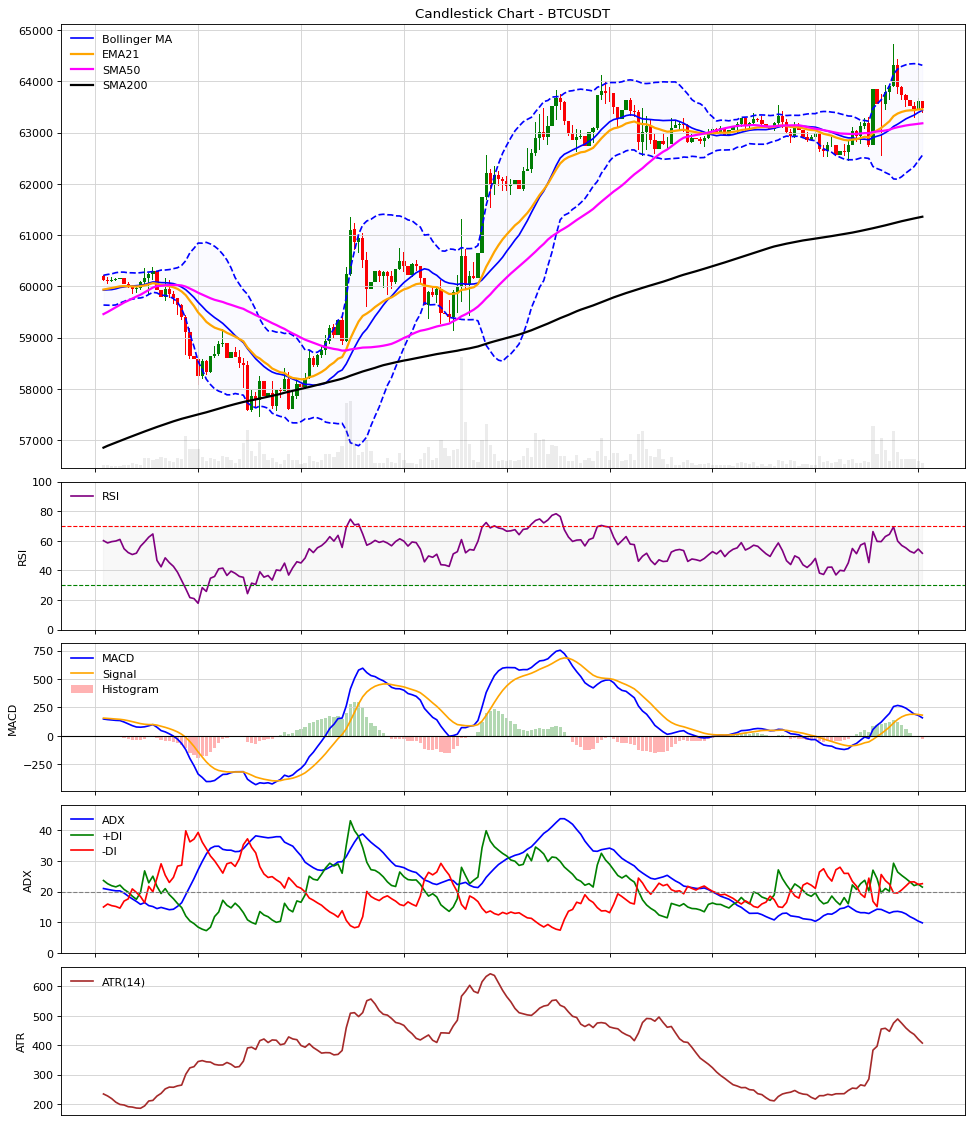 Candlestick Chart - BTCUSDT
65000
64000
63000
62000
61000
60000
59000
58000
57000
Bollinger MA
EMA21
SMA50
SMA200
100
80
60
40
20
0
RSI
RSI
750
500
250
0
−250
MACD
MACD
Signal
Histogram
40
30
20
10
0
ADX
ADX
+DI
-DI
600
500
400
300
200
ATR
ATR(14)